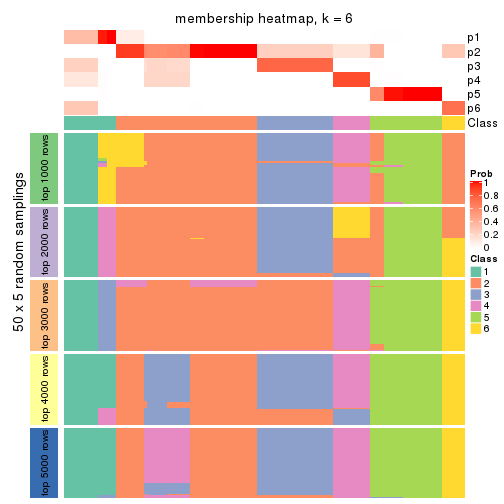 membership heatmap, k = 6
p1
p2
p3
p4
p5
p6
Class
50 x 5 random samplings
top 1000 rows
top 2000 rows
top 3000 rows
top 4000 rows
top 5000 rows
Prob
1
0.8
0.6
0.4
0.2
0
Class
1
2
3
4
5
6